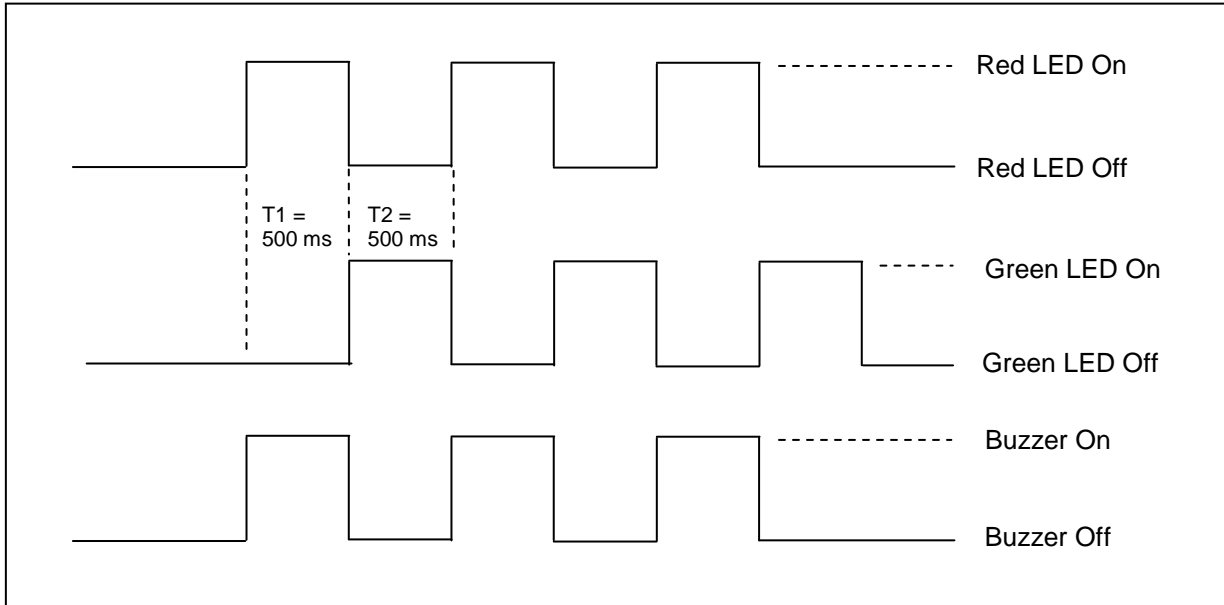 Red LED On
Red LED Off
T1 =
500 ms
T2 =
500 ms
Green LED On
Green LED Off
Buzzer On
Buzzer Off